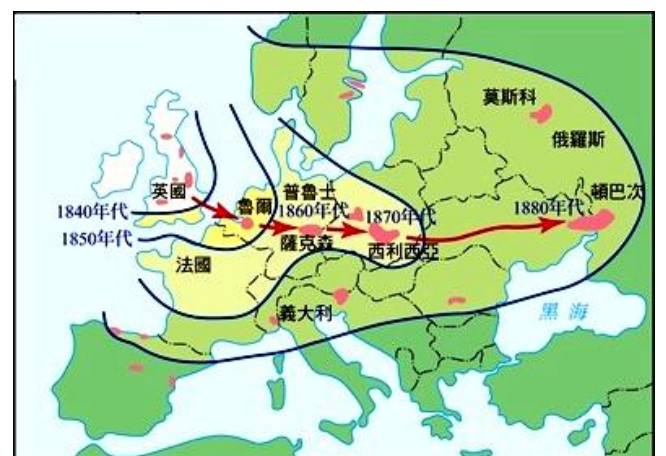 莫斯科
俄羅斯
英國
魯爾
普魯士
頓巴次
1840年代
1860年代
1870年代
1880年代
1850年代
薩克森
西利西亞
法國
義大利
黑海